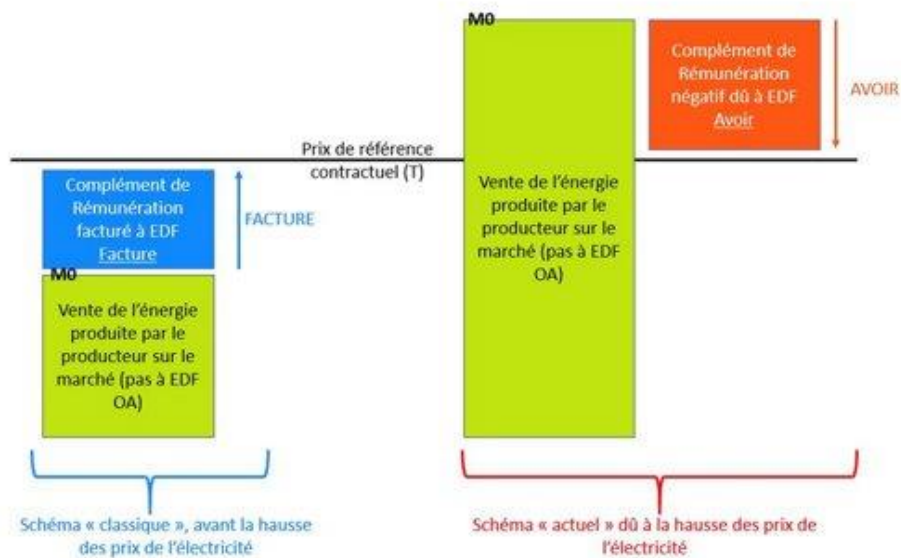 M0
Complément de
Rémunération
négatif dû à EDF
Avoir
AVOIR
Prix de référence
contractuel (T)
Complément de
Rémunération
facturé à EDF
Facture
FACTURE
Vente de l'énergie
produite par le
producteur sur le
marché (pas à EDF
OA)
M0
Vente de l'énergie
produite par le
producteur sur le
marché (pas à EDF
OA)
Schéma « classique », avant la hausse
des prix de l'électricité
Schéma « actuel » dû à la hausse des prix de
l'électricité